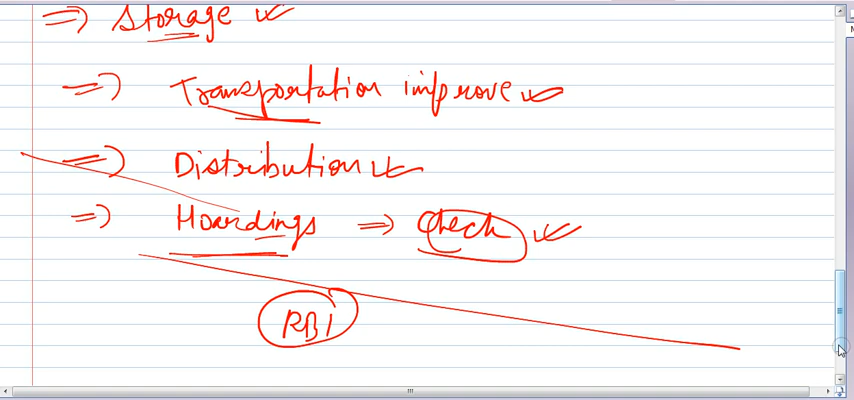 ⇒ Storage ✓
⇒ Transportation improve ✓
⇒ Distribution ✓
⇒ Hoardings ⇒ Check ✓
RBI